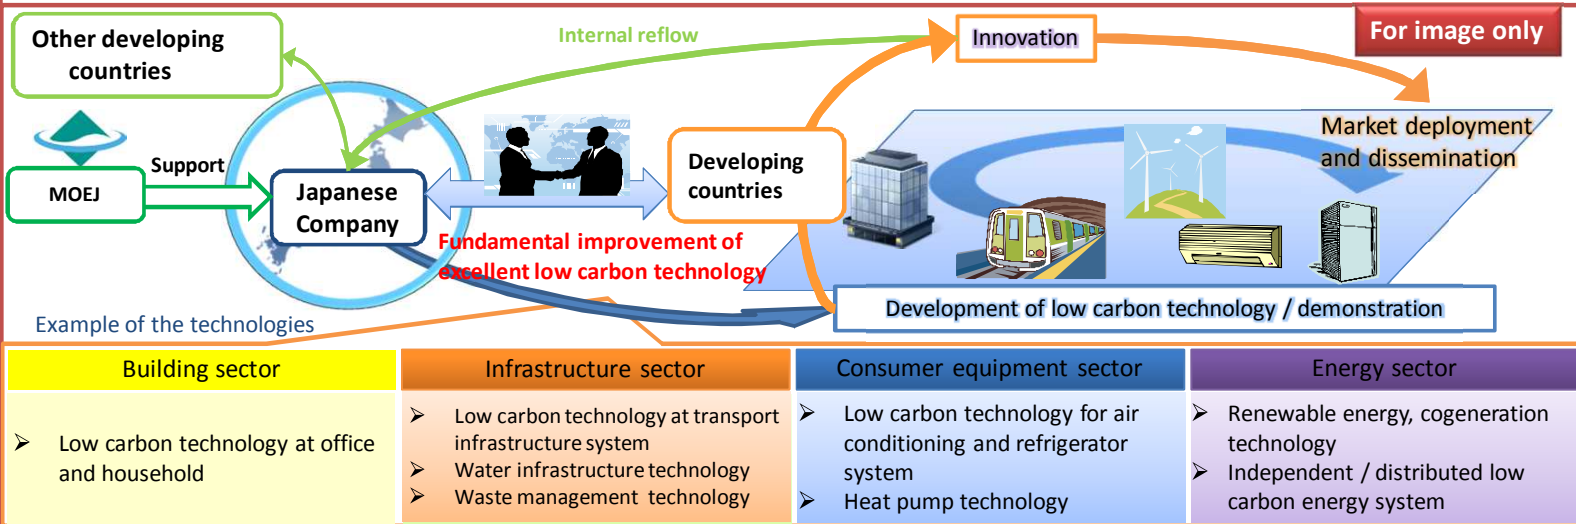 Other developing
countries
Internal reflow
Innovation
For image only
MOEJ
Support
Japanese
Company
Developing
countries
Market deployment
and dissemination
Fundamental improvement of
excellent low carbon technology
Development of low carbon technology / demonstration
Example of the technologies
Building sector
➢ Low carbon technology at office
and household
Infrastructure sector
➢ Low carbon technology at transport
infrastructure system
➢ Water infrastructure technology
➢ Waste management technology
Consumer equipment sector
➢ Low carbon technology for air
conditioning and refrigerator
system
➢ Heat pump technology
Energy sector
➢ Renewable energy, cogeneration
technology
➢ Independent / distributed low
carbon energy system